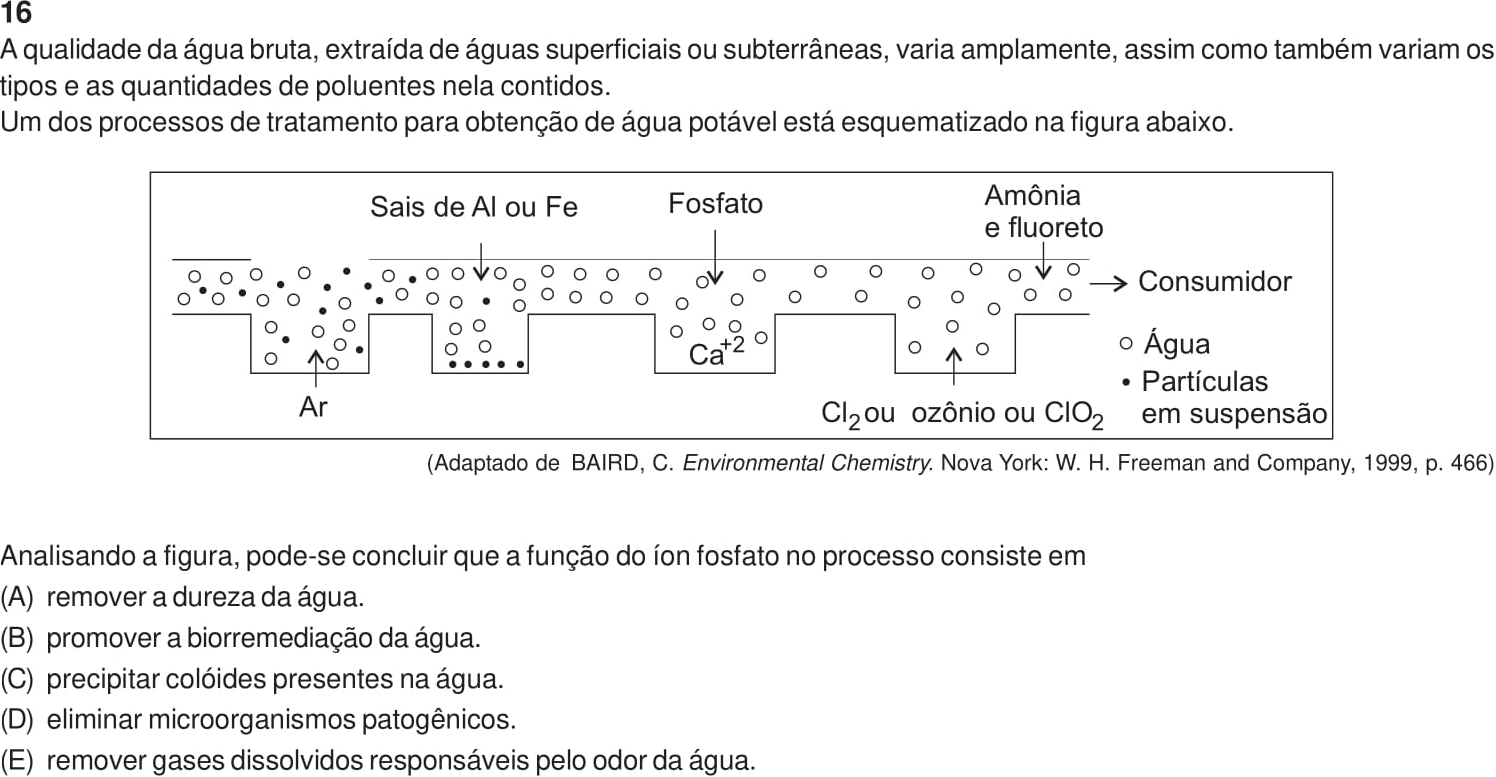 16
A qualidade da água bruta, extraída de águas superficiais ou subterrâneas, varia amplamente, assim como também variam os
tipos e as quantidades de poluentes nela contidos.
Um dos processos de tratamento para obtenção de água potável está esquematizado na figura abaixo.
Sais de Al ou Fe
Fosfato
Amônia
e fluoreto
Consumidor
Água
Ca+2
Partículas
em suspensão
Ar
Cl2 ou ozônio ou ClO2
(Adaptado de BAIRD, C. Environmental Chemistry. Nova York: W. H. Freeman and Company, 1999, p. 466)
Analisando a figura, pode-se concluir que a função do íon fosfato no processo consiste em
(A) remover a dureza da água.
(B) promover a biorremediação da água.
(C) precipitar colóides presentes na água.
(D) eliminar microorganismos patogênicos.
(E) remover gases dissolvidos responsáveis pelo odor da água.